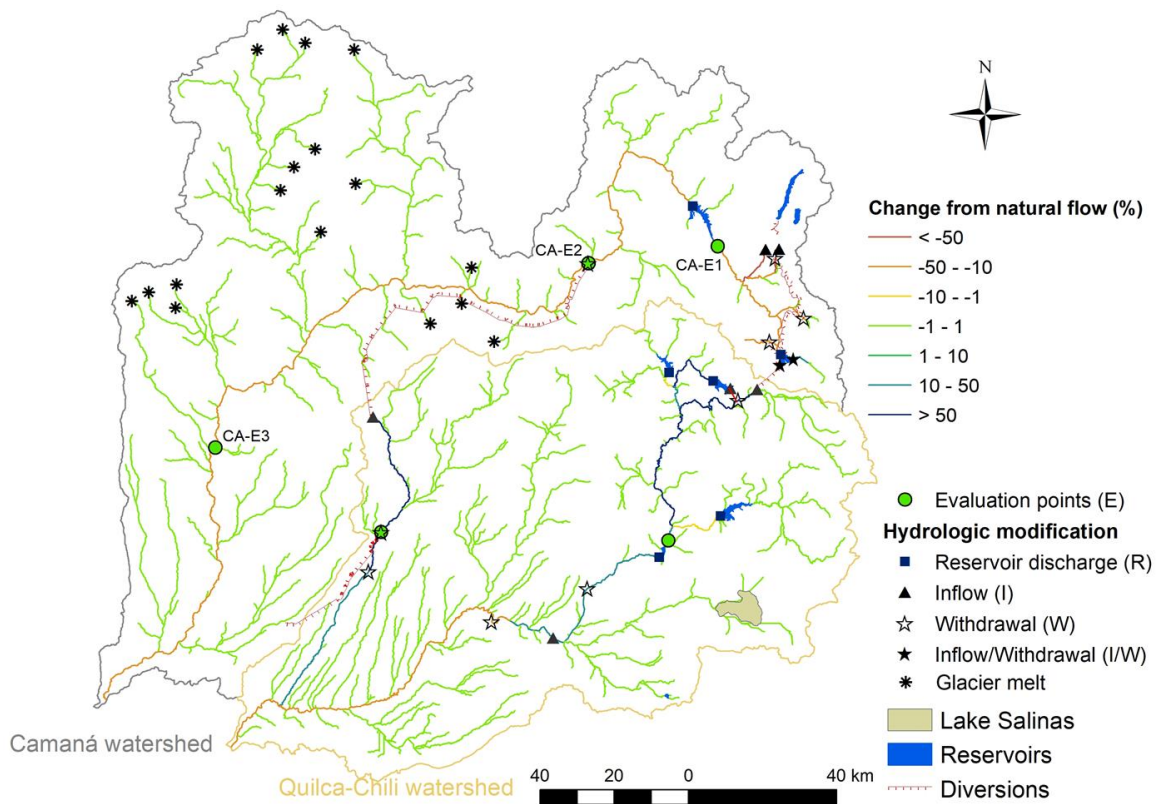 N
Change from natural flow (%)
< -50
-50 - -10
-10 - -1
-1 - 1
1 - 10
10 - 50
> 50
CA-E2
CA-E1
CA-E3
Evaluation points (E)
Hydrologic modification
Reservoir discharge (R)
Inflow (I)
Withdrawal (W)
Inflow/Withdrawal (I/W)
Glacier melt
Lake Salinas
Reservoirs
Diversions
Camaná watershed
Quilca-Chili watershed
40 20 0 40 km